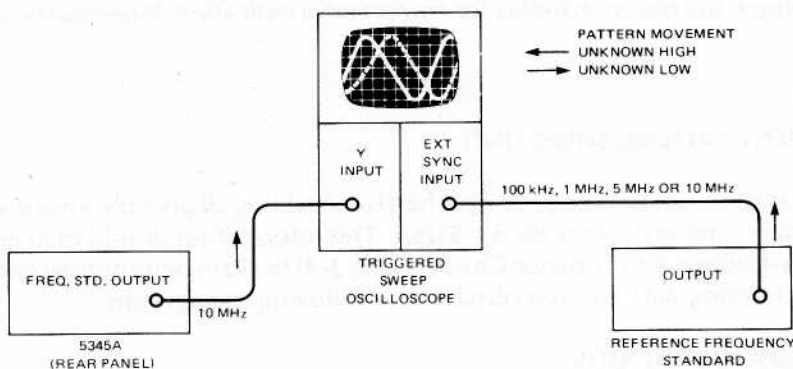 PATTERN MOVEMENT
UNKNOWN HIGH
UNKNOWN LOW
Y
INPUT
EXT
SYNC
INPUT
100 kHz, 1 MHz, 5 MHz OR 10 MHz
FREQ. STD. OUTPUT
10 MHz
5345A
(REAR PANEL)
TRIGGERED
SWEEP
OSCILLOSCOPE
OUTPUT
REFERENCE FREQUENCY
STANDARD